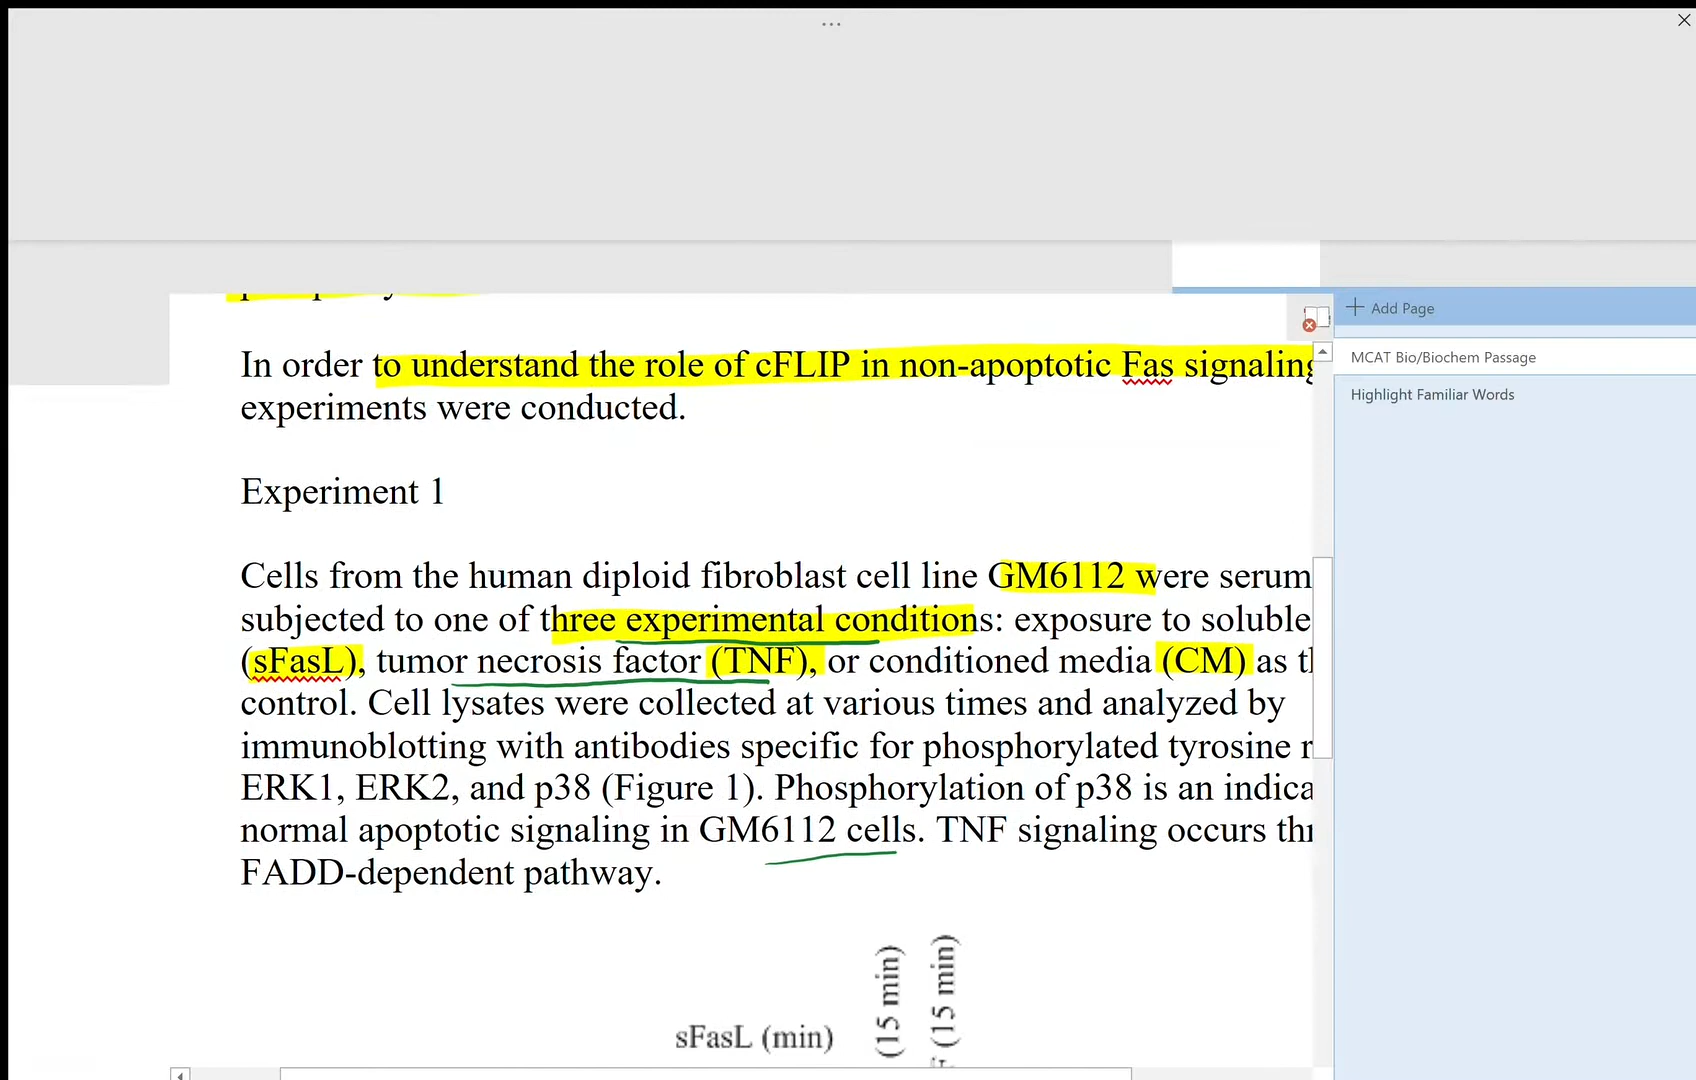 In order to understand the role of cFLIP in non-apoptotic Fas signaling
experiments were conducted.
Experiment 1
Cells from the human diploid fibroblast cell line GM6112 were serum
subjected to one of three experimental conditions: exposure to soluble
(sFasL), tumor necrosis factor (TNF), or conditioned media (CM) as
control. Cell lysates were collected at various times and analyzed by
immunoblotting with antibodies specific for phosphorylated tyrosine
ERK1, ERK2, and p38 (Figure 1). Phosphorylation of p38 is an
normal apoptotic signaling in GM6112 cells. TNF signaling occurs
FADD-dependent pathway.
sFasL (min)
(15 min)
(15 min)
Add Page
MCAT Bio/Biochem Passage
Highlight Familiar Words